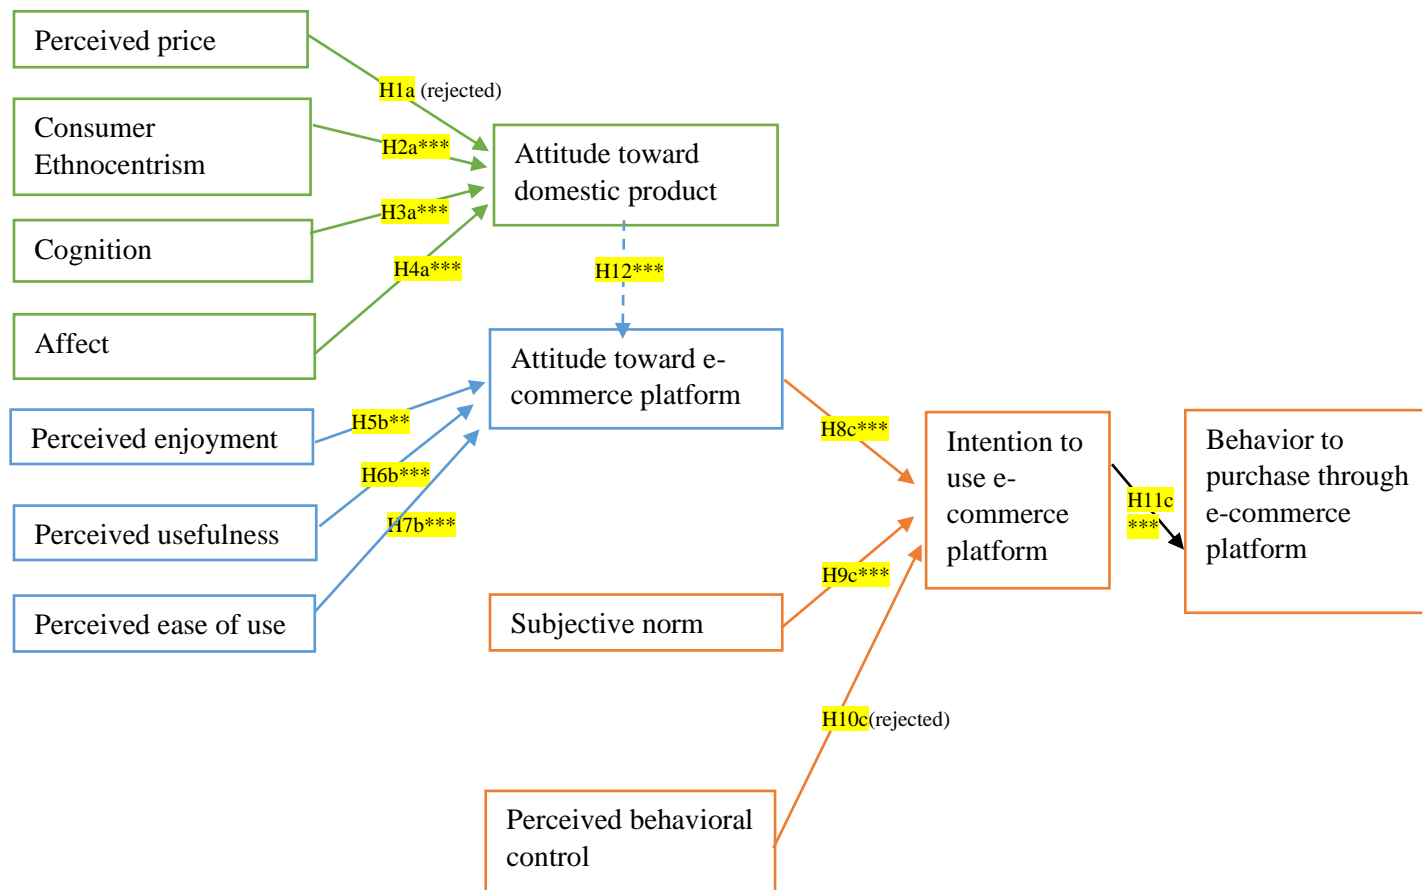 Perceived price
H1a (rejected)
Consumer
Ethnocentrism
H2a***
Attitude toward
domestic product
H3a***
Cognition
H4a***
H12***
Affect
Attitude toward e-
commerce platform
Perceived enjoyment
H5b**
H6b***
Perceived usefulness
H7b***
Perceived ease of use
H8c***
Intention to
use e-
commerce
platform
H11c
***
Behavior to
purchase through
e-commerce
platform
H9c***
Subjective norm
H10c(rejected)
Perceived behavioral
control